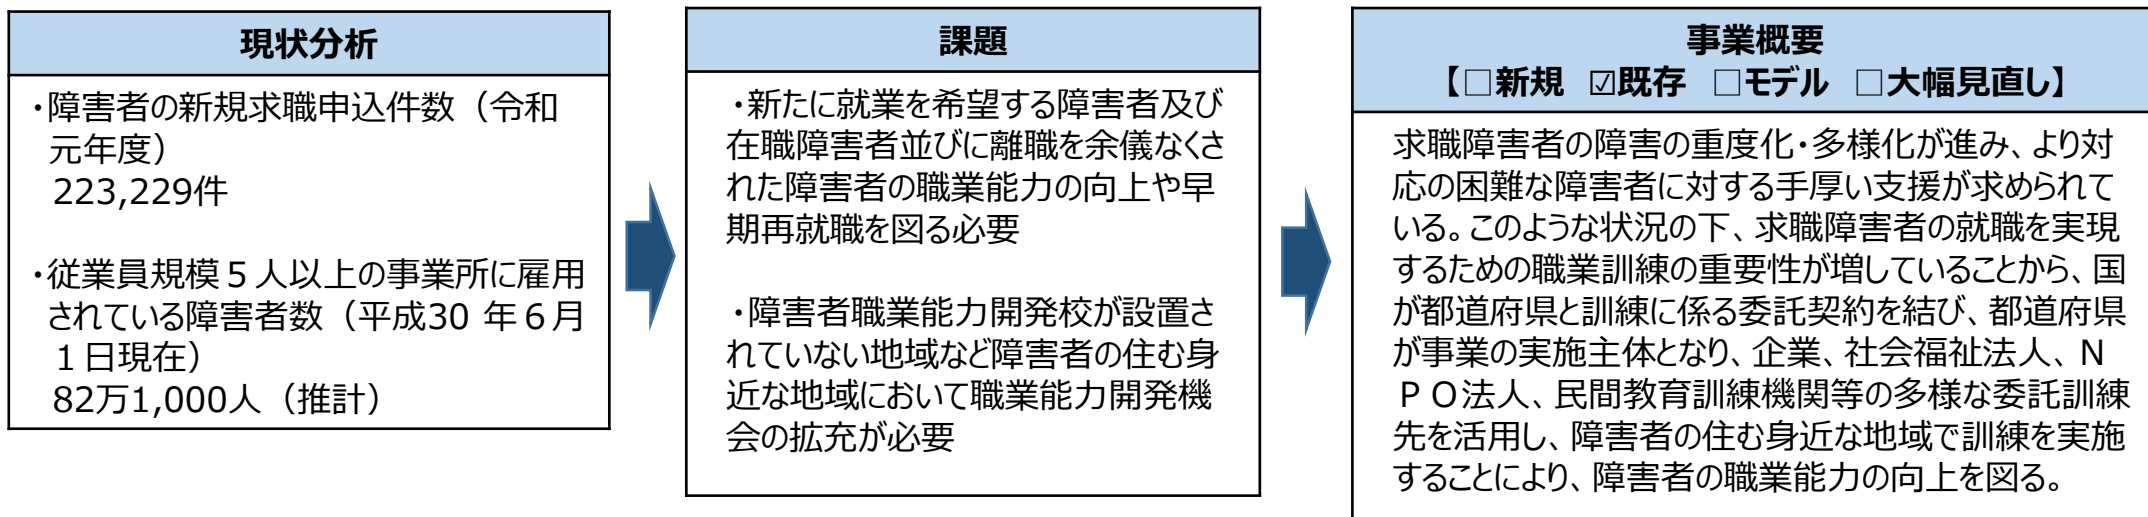 現状分析
・障害者の新規求職申込件数（令和
元年度）
223,229件
・従業員規模５人以上の事業所に雇用
されている障害者数（平成30 年６月
１日現在）
82万1,000人（推計）
課題
・新たに就業を希望する障害者及び
在職障害者並びに離職を余儀なくさ
れた障害者の職業能力の向上や早
期再就職を図る必要
・障害者職業能力開発校が設置さ
れていない地域など障害者の住む身
近な地域において職業能力開発機
会の拡充が必要
事業概要
【□新規 ☑既存 □モデル □大幅見直し】
求職障害者の障害の重度化・多様化が進み、より対
応の困難な障害者に対する手厚い支援が求められて
いる。このような状況の下、求職障害者の就職を実現
するための職業訓練の重要性が増していることから、国
が都道府県と訓練に係る委託契約を結び、都道府県
が事業の実施主体となり、企業、社会福祉法人、Ｎ
ＰＯ法人、民間教育訓練機関等の多様な委託訓練
先を活用し、障害者の住む身近な地域で訓練を実施
することにより、障害者の職業能力の向上を図る。